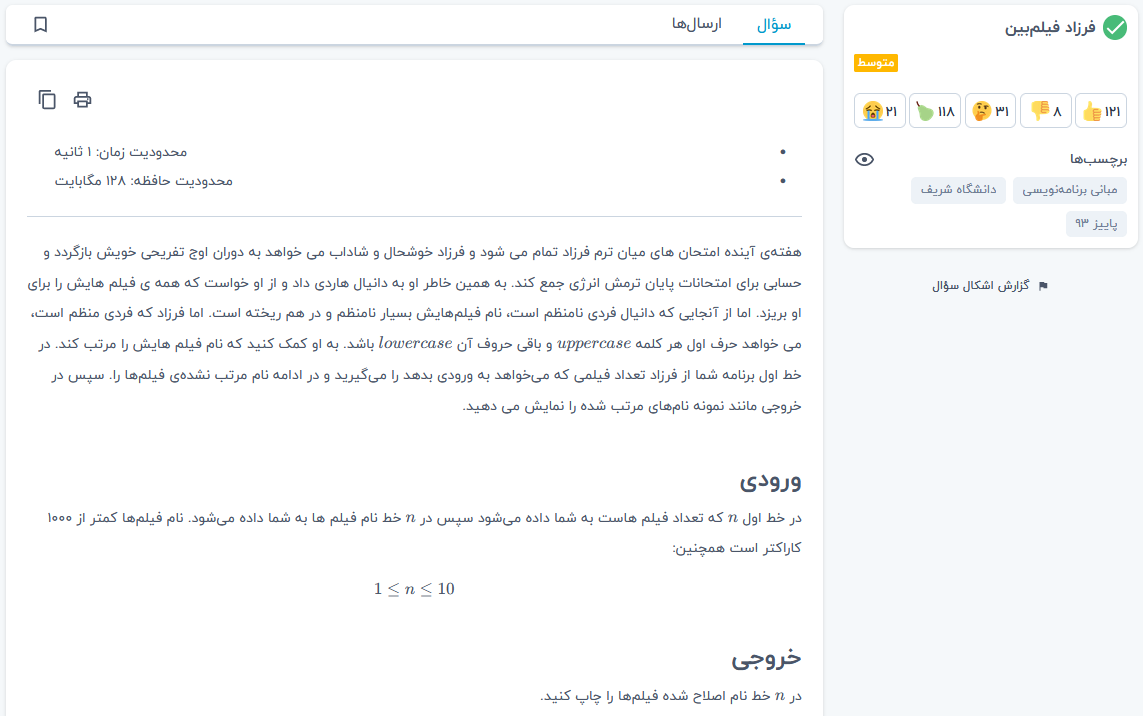 فرزاد فیلم‌بین
متوسط
۱۲۱
۸
۳۱
۱۱۸
۲۱
برچسب‌ها
مبانی برنامه‌نویسی
دانشگاه شریف
پاییز ۹۳
گزارش اشکال سؤال
سؤال
ارسال‌ها
محدودیت زمان: ۱ ثانیه
محدودیت حافظه: ۱۲۸ مگابایت
هفته‌ی آینده امتحان های میان ترم فرزاد تمام می شود و فرزاد خوشحال و شاداب می خواهد به دوران اوج تفریحی خویش بازگردد و
حسابی برای امتحانات پایان ترمش انرژی جمع کند. به همین خاطر او به دانیال هاردی داد و از او خواست که همه ی فیلم هایش را برای
او بریزد. اما از آنجایی که دانیال فردی نامنظم است، نام فیلم‌هایش بسیار نامنظم و در هم ریخته است. اما فرزاد که فردی منظم است،
می خواهد حرف اول هر کلمه uppercase و باقی حروف آن lowercase باشد. به او کمک کنید که نام فیلم هایش را مرتب کند. در
خط اول برنامه شما از فرزاد تعداد فیلمی که می‌خواهد به ورودی بدهد را می‌گیرید و در ادامه نام مرتب نشده‌ی فیلم‌ها را. سپس در
خروجی مانند نمونه نام‌های مرتب شده را نمایش می دهید.
ورودی
در خط اول n که تعداد فیلم هاست به شما داده می‌شود سپس در n خط نام فیلم ها به شما داده می‌شود. نام فیلم‌ها کمتر از ۱۰۰۰
کاراکتر است همچنین:
1 ≤ n ≤ 10
خروجی
در n خط نام اصلاح شده فیلم‌ها را چاپ کنید.